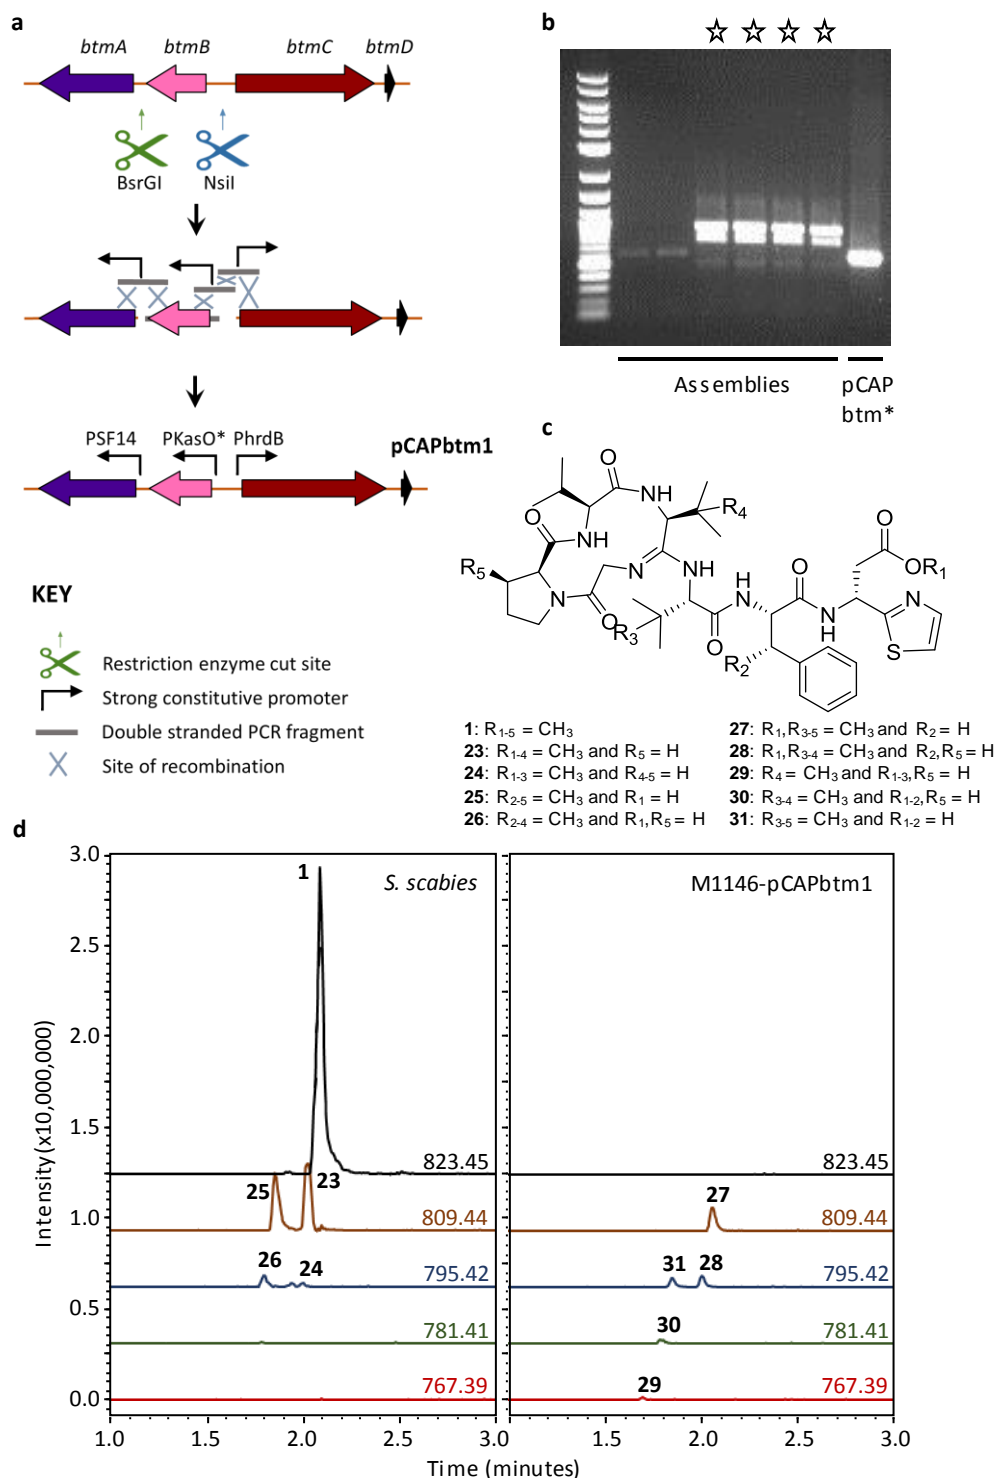 a
btmA btmB btmC btmD
BsrGI NsiI
PSF14 PKasO* PhrdB pCAPbtm1
KEY
Restriction enzyme cut site
Strong constitutive promoter
Double stranded PCR fragment
Site of recombination
b
☆ ☆ ☆ ☆
Assemblies
pCAP
btm*
c
O
NH
R4
O
NH
R5
N
O
N
NH
R3
O
H
N
R2
O
N
H
O
OR1
N
S
1: R1-5 = CH3
23: R1-4 = CH3 and R5 = H
24: R1-3 = CH3 and R4-5 = H
25: R2-5 = CH3 and R1 = H
26: R2-4 = CH3 and R1,R5 = H
27: R1,R3-5 = CH3 and R2 = H
28: R1,R3-4 = CH3 and R2,R5 = H
29: R4 = CH3 and R1-3,R5 = H
30: R3-4 = CH3 and R1-2,R5 = H
31: R3-5 = CH3 and R1-2 = H
d
Intensity (x10,000,000)
3.0
2.5
2.0
1.5
1.0
0.5
0.0
S. scabies
1
823.45
25
23
809.44
26
24
795.42
781.41
767.39
1.0 1.5 2.0 2.5 3.0
M1146-pCAPbtm1
823.45
27
809.44
31
28
795.42
30
781.41
29
767.39
1.5 2.0 2.5 3.0
Time (minutes)